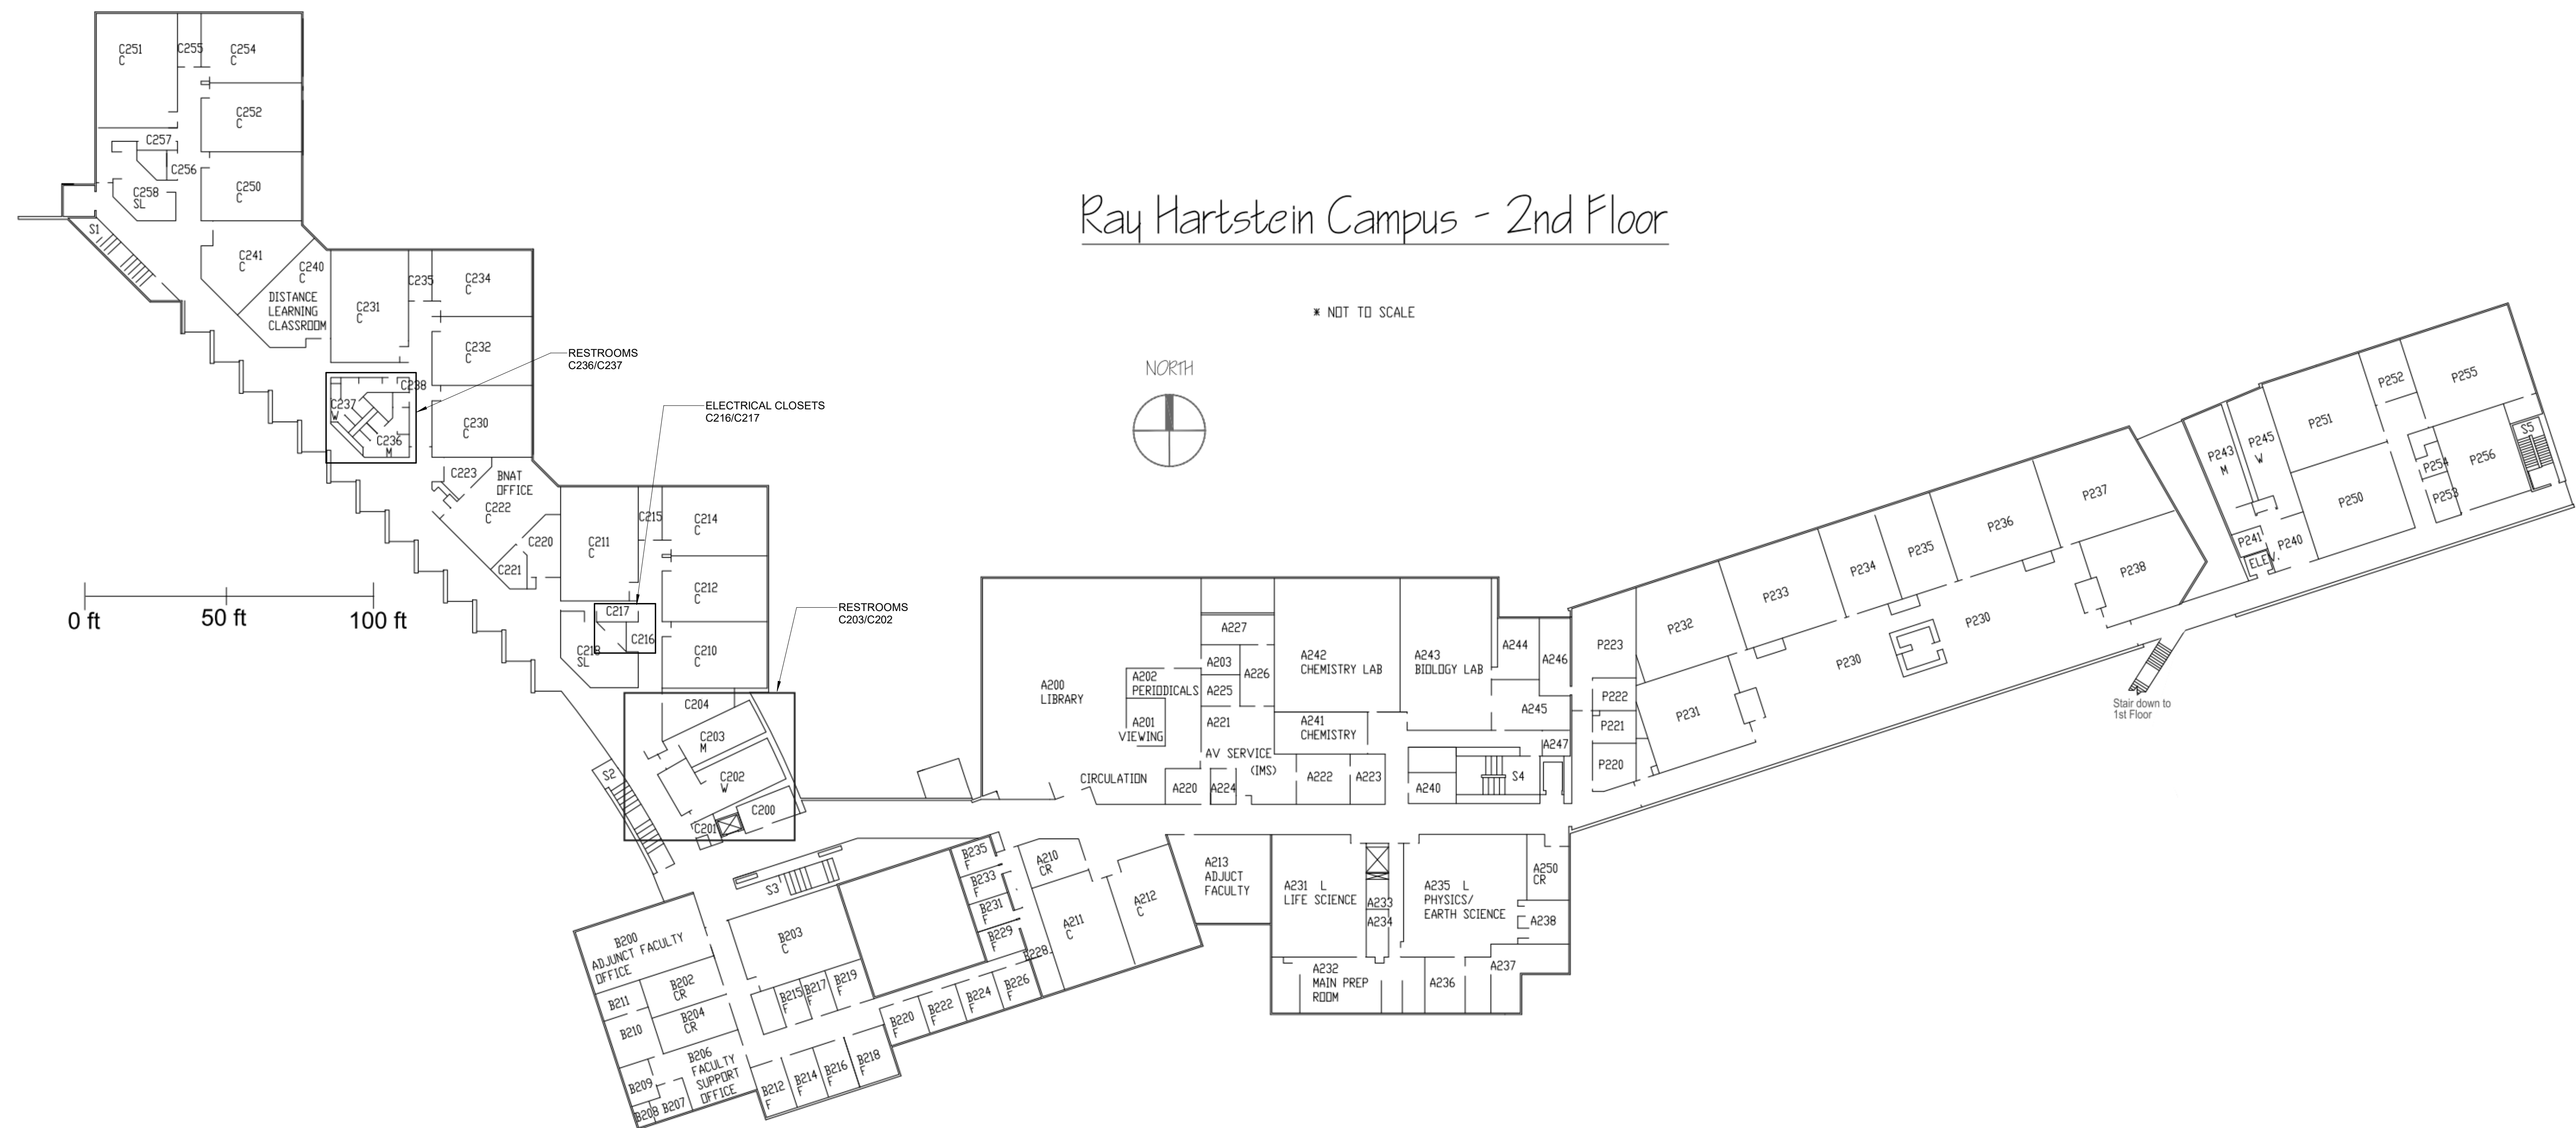 Ray Hartstein Campus - 2nd Floor
* NOT TO SCALE
NORTH
C251
C
C255
C254
C
C252
C
C257
C256
C250
C
C258
SL
S1
C241
C
C240
C
DISTANCE
LEARNING
CLASSROOM
C231
C
C235
C234
C
C232
C
C230
C
RESTROOMS
C236/C237
C238
C237
W
C236
M
ELECTRICAL CLOSETS
C216/C217
C223
BNAT
OFFICE
C222
C
C220
C221
C211
C
C215
C214
C
C212
C
C210
C
C217
C216
C218
SL
0 ft
50 ft
100 ft
RESTROOMS
C203/C202
C204
C203
M
C202
W
C200
C201
S2
S3
A200
LIBRARY
A202
PERIODICALS
A201
VIEWING
CIRCULATION
A227
A203
A226
A225
A221
AV SERVICE
(IMS)
A220
A224
A222
A223
A242
CHEMISTRY LAB
A241
CHEMISTRY
A243
BIOLOGY LAB
A244
A246
A245
A247
A240
S4
A210
CR
A211
C
A212
C
A213
ADJUCT
FACULTY
A231 L
LIFE SCIENCE
A233
A234
A235 L
PHYSICS/
EARTH SCIENCE
A250
CR
A238
A237
A236
A232
MAIN PREP
ROOM
B235
F
B233
F
B231
F
B229
F
B228
B226
F
B224
F
B222
F
B220
F
B203
C
B215
F
B217
F
B219
F
B200
ADJUNCT FACULTY
OFFICE
B202
CR
B211
B204
CR
B210
B206
FACULTY
SUPPORT
OFFICE
B209
B208
B207
B212
F
B214
F
B216
F
B218
F
P223
P222
P221
P220
P232
P231
P233
P234
P235
P236
P237
P238
P230
P230
Stair down to
1st Floor
P243
M
P245
W
P241
ELEV.
P240
P251
P250
P252
P255
P254
P253
P256
S5